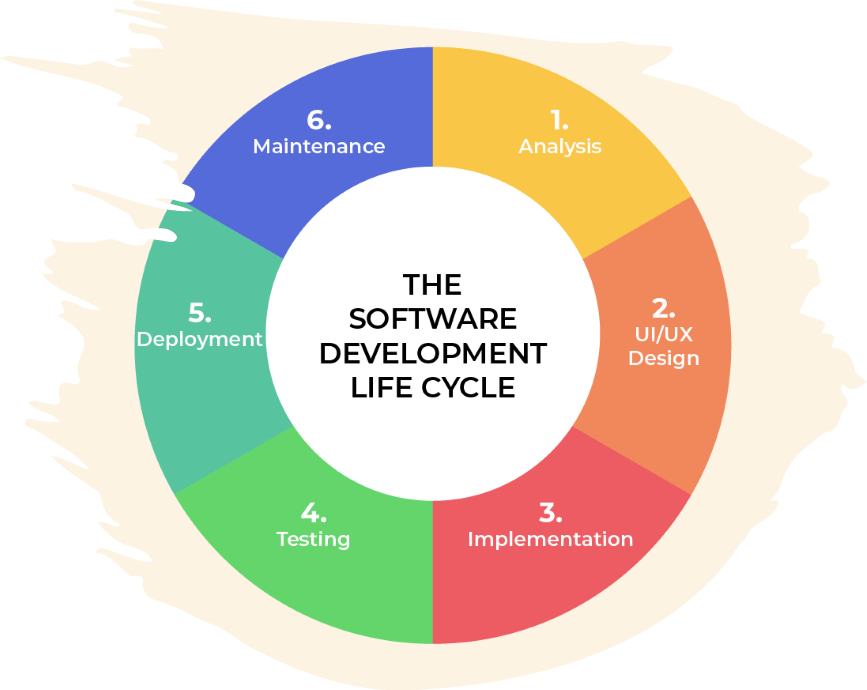 THE
SOFTWARE
DEVELOPMENT
LIFE CYCLE
1.
Analysis
2.
UI/UX
Design
3.
Implementation
4.
Testing
5.
Deployment
6.
Maintenance